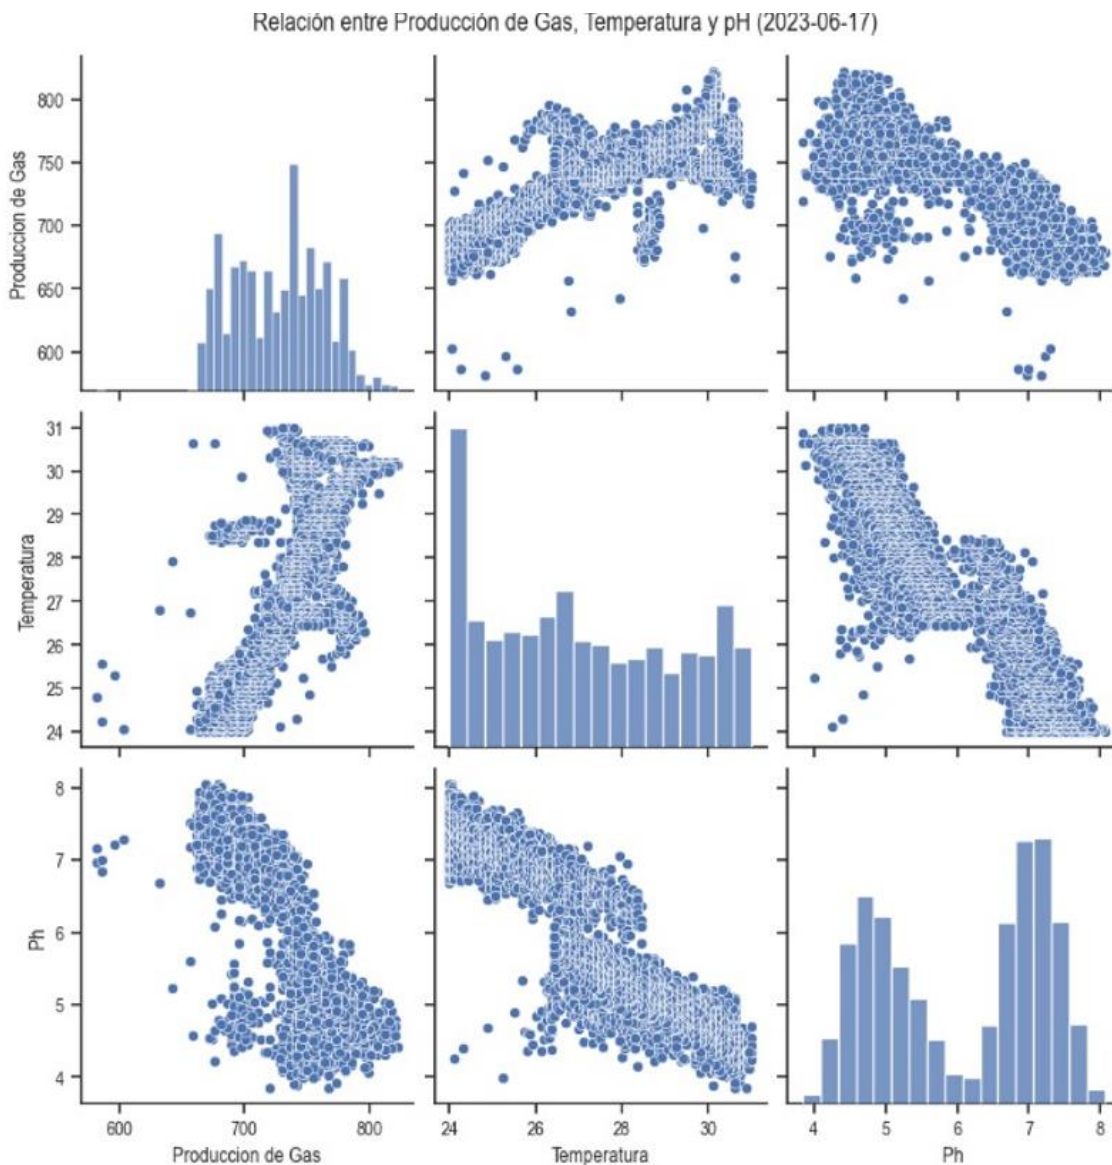 Relación entre Producción de Gas, Temperatura y pH (2023-06-17)
Produccion de Gas
800
750
700
650
600
Temperatura
31
30
29
28
27
26
25
24
Ph
8
7
6
5
4
600 700 800
24 26 28 30
4 5 6 7 8
Produccion de Gas
Temperatura
Ph